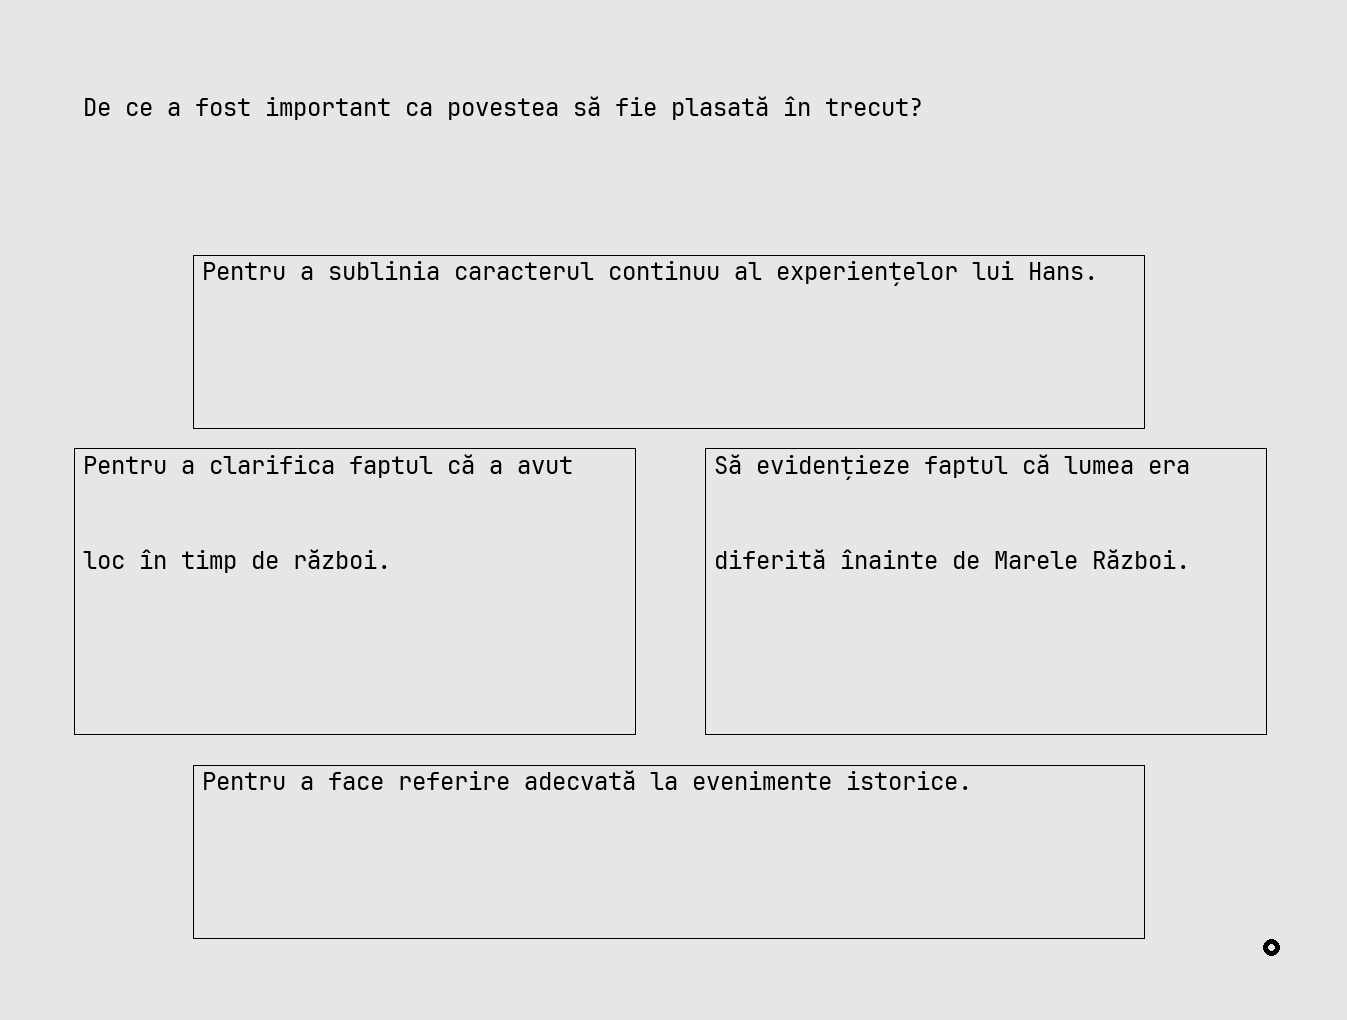 De ce a fost important ca povestea să fie plasată în trecut?
Pentru a sublinia caracterul continuu al experiențelor lui Hans.
Pentru a clarifica faptul că a avut
loc în timp de război.
Să evidențieze faptul că lumea era
diferită înainte de Marele Război.
Pentru a face referire adecvată la evenimente istorice.